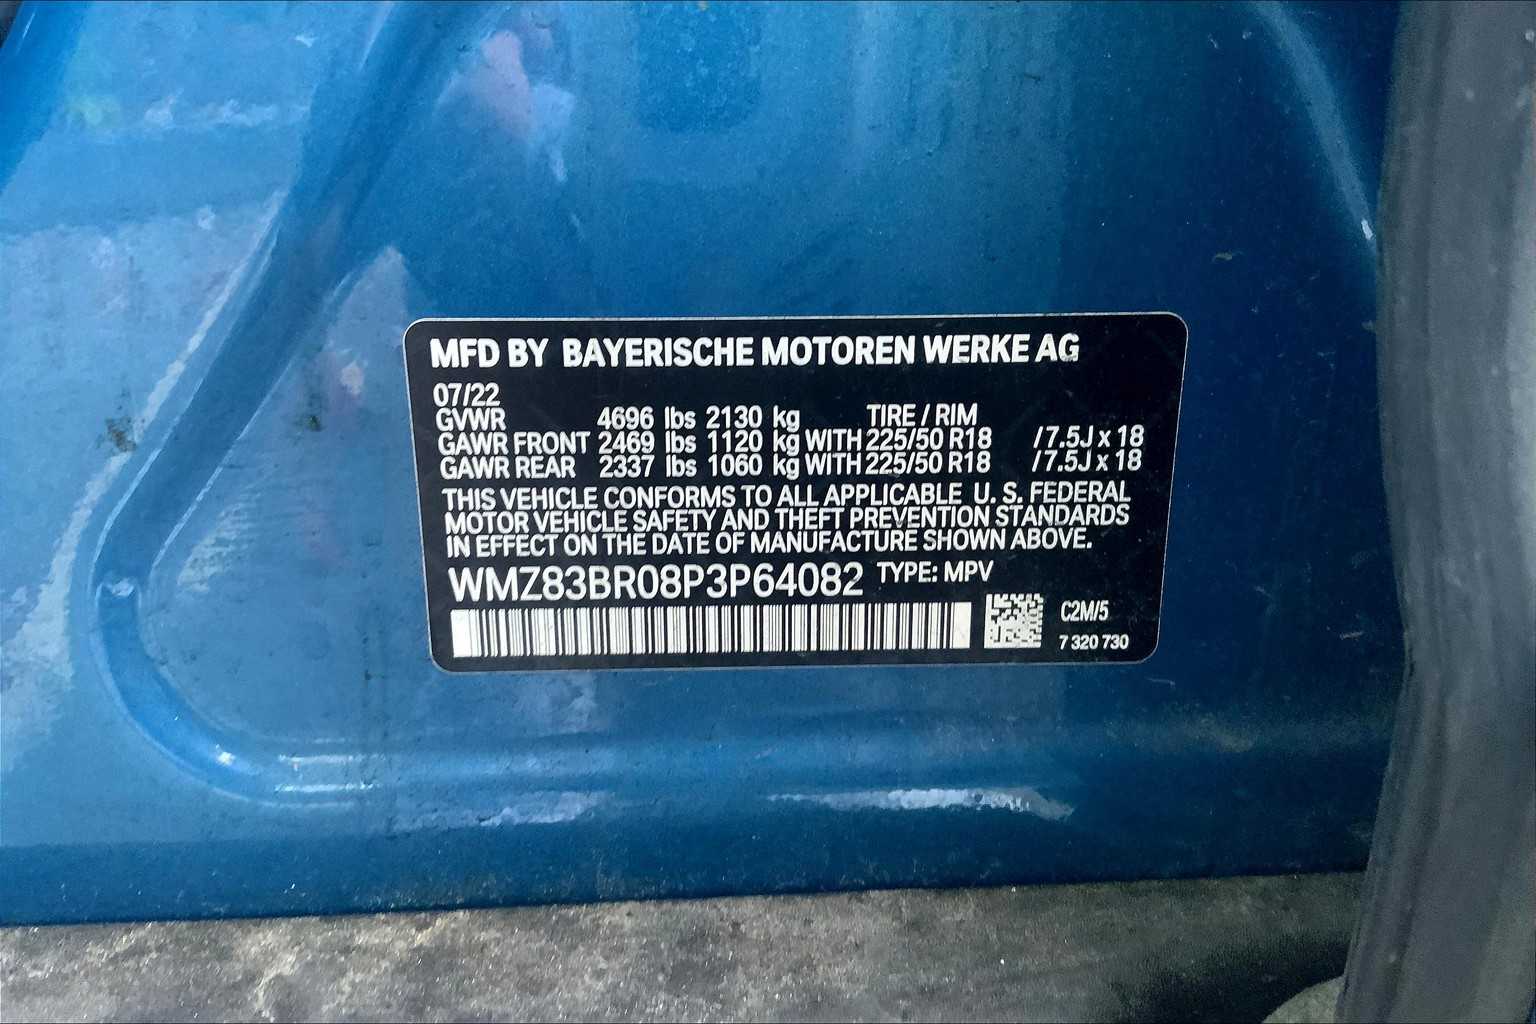 MFD BY BAYERISCHE MOTOREN WERKE AG
07/22
GVWR 4696 lbs 2130 kg TIRE / RIM
GAWR FRONT 2469 lbs 1120 kg WITH 225/50 R18 /7.5J x 18
GAWR REAR 2337 lbs 1060 kg WITH 225/50 R18 /7.5J x 18
THIS VEHICLE CONFORMS TO ALL APPLICABLE U. S. FEDERAL
MOTOR VEHICLE SAFETY AND THEFT PREVENTION STANDARDS
IN EFFECT ON THE DATE OF MANUFACTURE SHOWN ABOVE.
WMZ83BR08P3P64082 TYPE: MPV
C2M/5
7 320 730